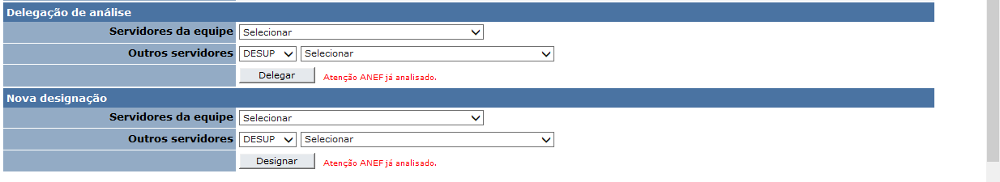 Delegação de análise
Servidores da equipe Selecionar
Outros servidores DESUP Selecionar
Delegar Atenção ANEF já analisado.
Nova designação
Servidores da equipe Selecionar
Outros servidores DESUP Selecionar
Designar Atenção ANEF já analisado.